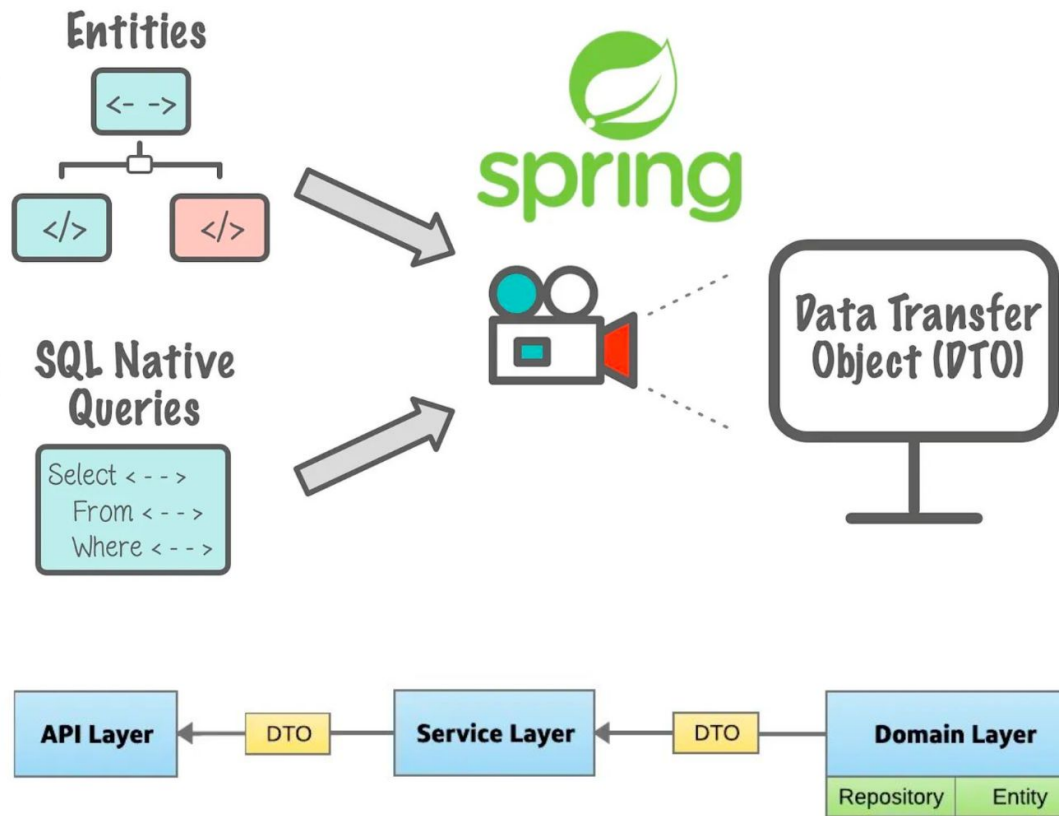 Entities
<- ->
</>
</>
spring
SQL Native
Queries
Select < - - >
From < - - >
Where < - - >
Data Transfer
Object (DTO)
API Layer
DTO
Service Layer
DTO
Domain Layer
Repository
Entity